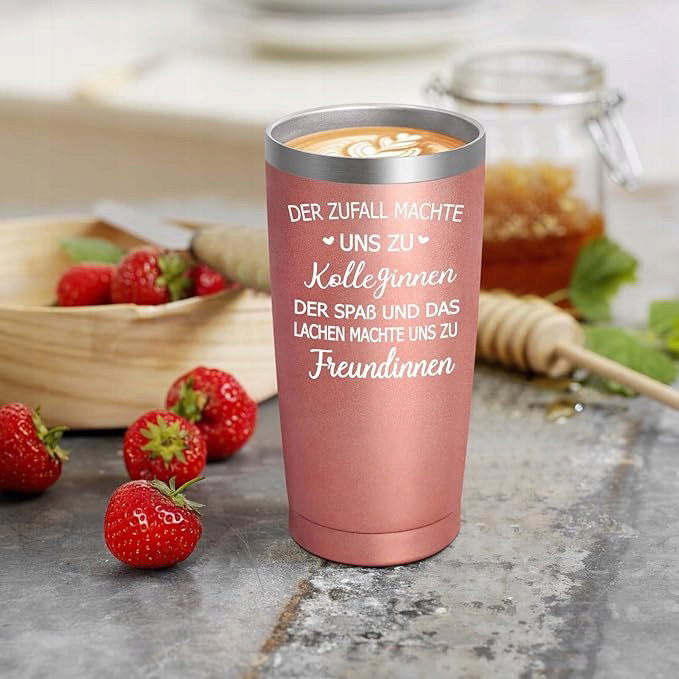 DER ZUFALL MACHTE
♥ UNS ZU ♥
Kolleginnen
DER SPAß UND DAS
LACHEN MACHTE UNS ZU
Freundinnen